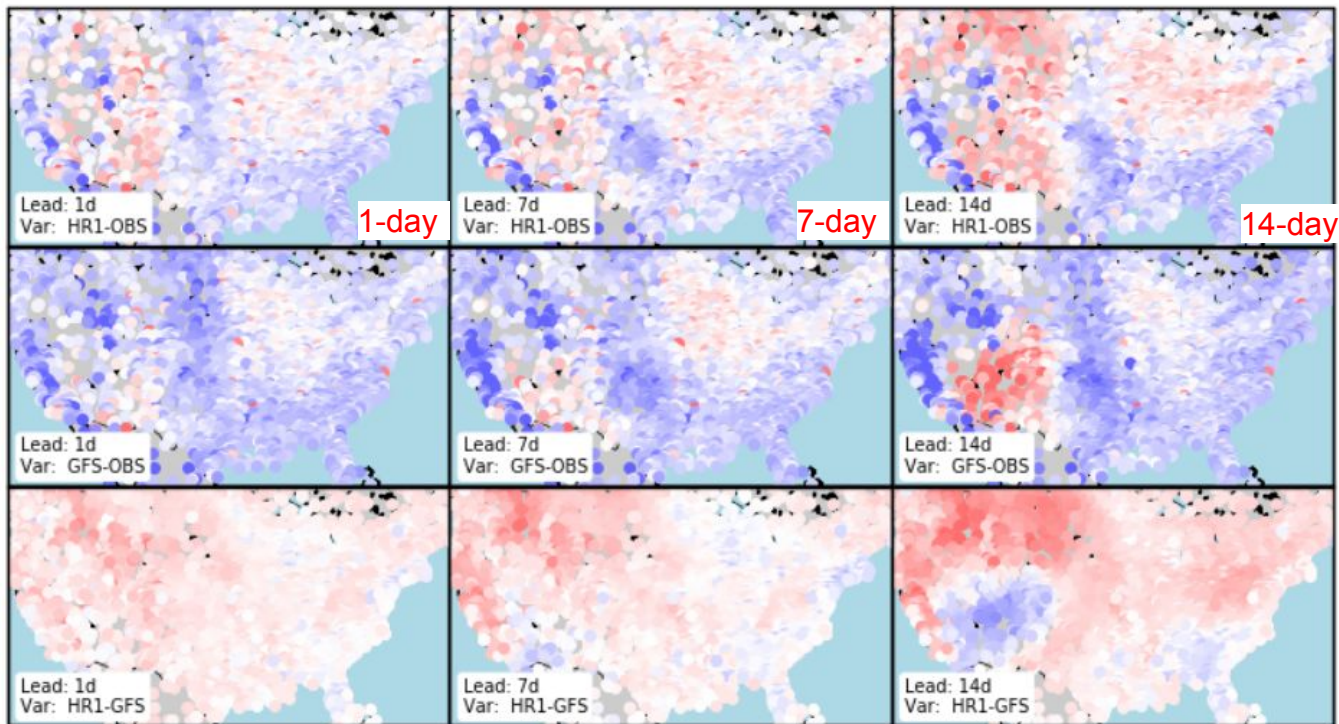 Lead: 1d
Var: HR1-OBS
1-day
Lead: 7d
Var: HR1-OBS
7-day
Lead: 14d
Var: HR1-OBS
14-day
Lead: 1d
Var: GFS-OBS
Lead: 7d
Var: GFS-OBS
Lead: 14d
Var: GFS-OBS
Lead: 1d
Var: HR1-GFS
Lead: 7d
Var: HR1-GFS
Lead: 14d
Var: HR1-GFS